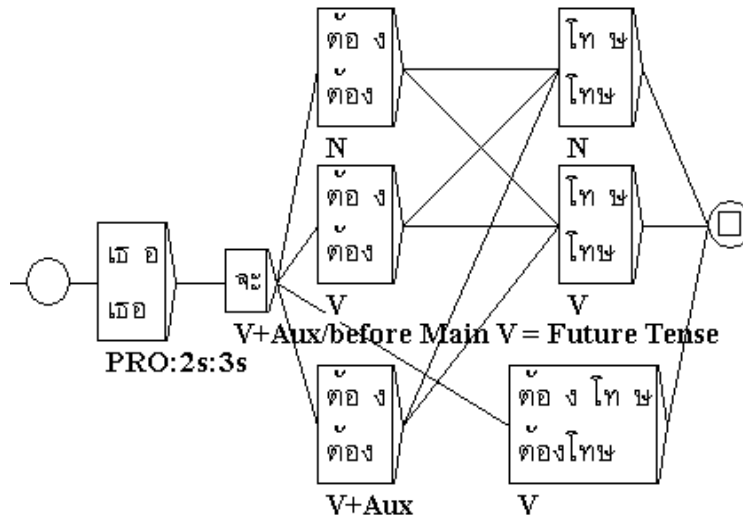 ต้อ ง
ต้อง
N
โท ษ
โทษ
N
ต้อ ง
ต้อง
V
โท ษ
โทษ
V
เธ อ
เธอ
PRO:2s:3s
จะ
V+Aux/before Main V = Future Tense
ต้อ ง
ต้อง
V+Aux
ต้อ ง โท ษ
ต้องโทษ
V